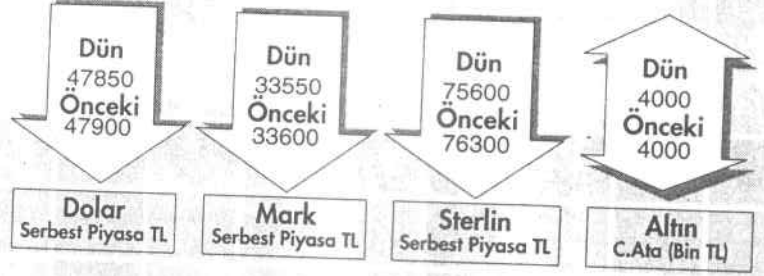 Dün
47850
Önceki
47900
Dolar
Serbest Piyasa TL
Dün
33550
Önceki
33600
Mark
Serbest Piyasa TL
Dün
75600
Önceki
76300
Sterlin
Serbest Piyasa TL
Dün
4000
Önceki
4000
Altın
C.Ata (Bin TL)